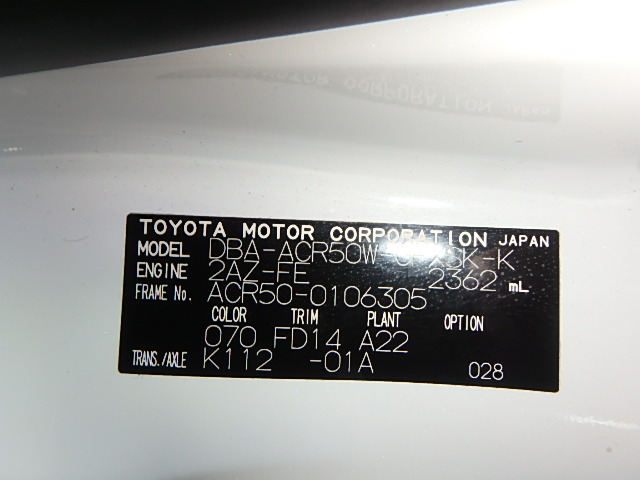 TOYOTA MOTOR CORPORATION JAPAN
MODEL DBA-ACR50W- K-K
ENGINE 2AZ-FE 2362 mL
FRAME No. ACR50-0106305
COLOR TRIM PLANT OPTION
070 FD14 A22
TRANS./AXLE K112 -01A 028